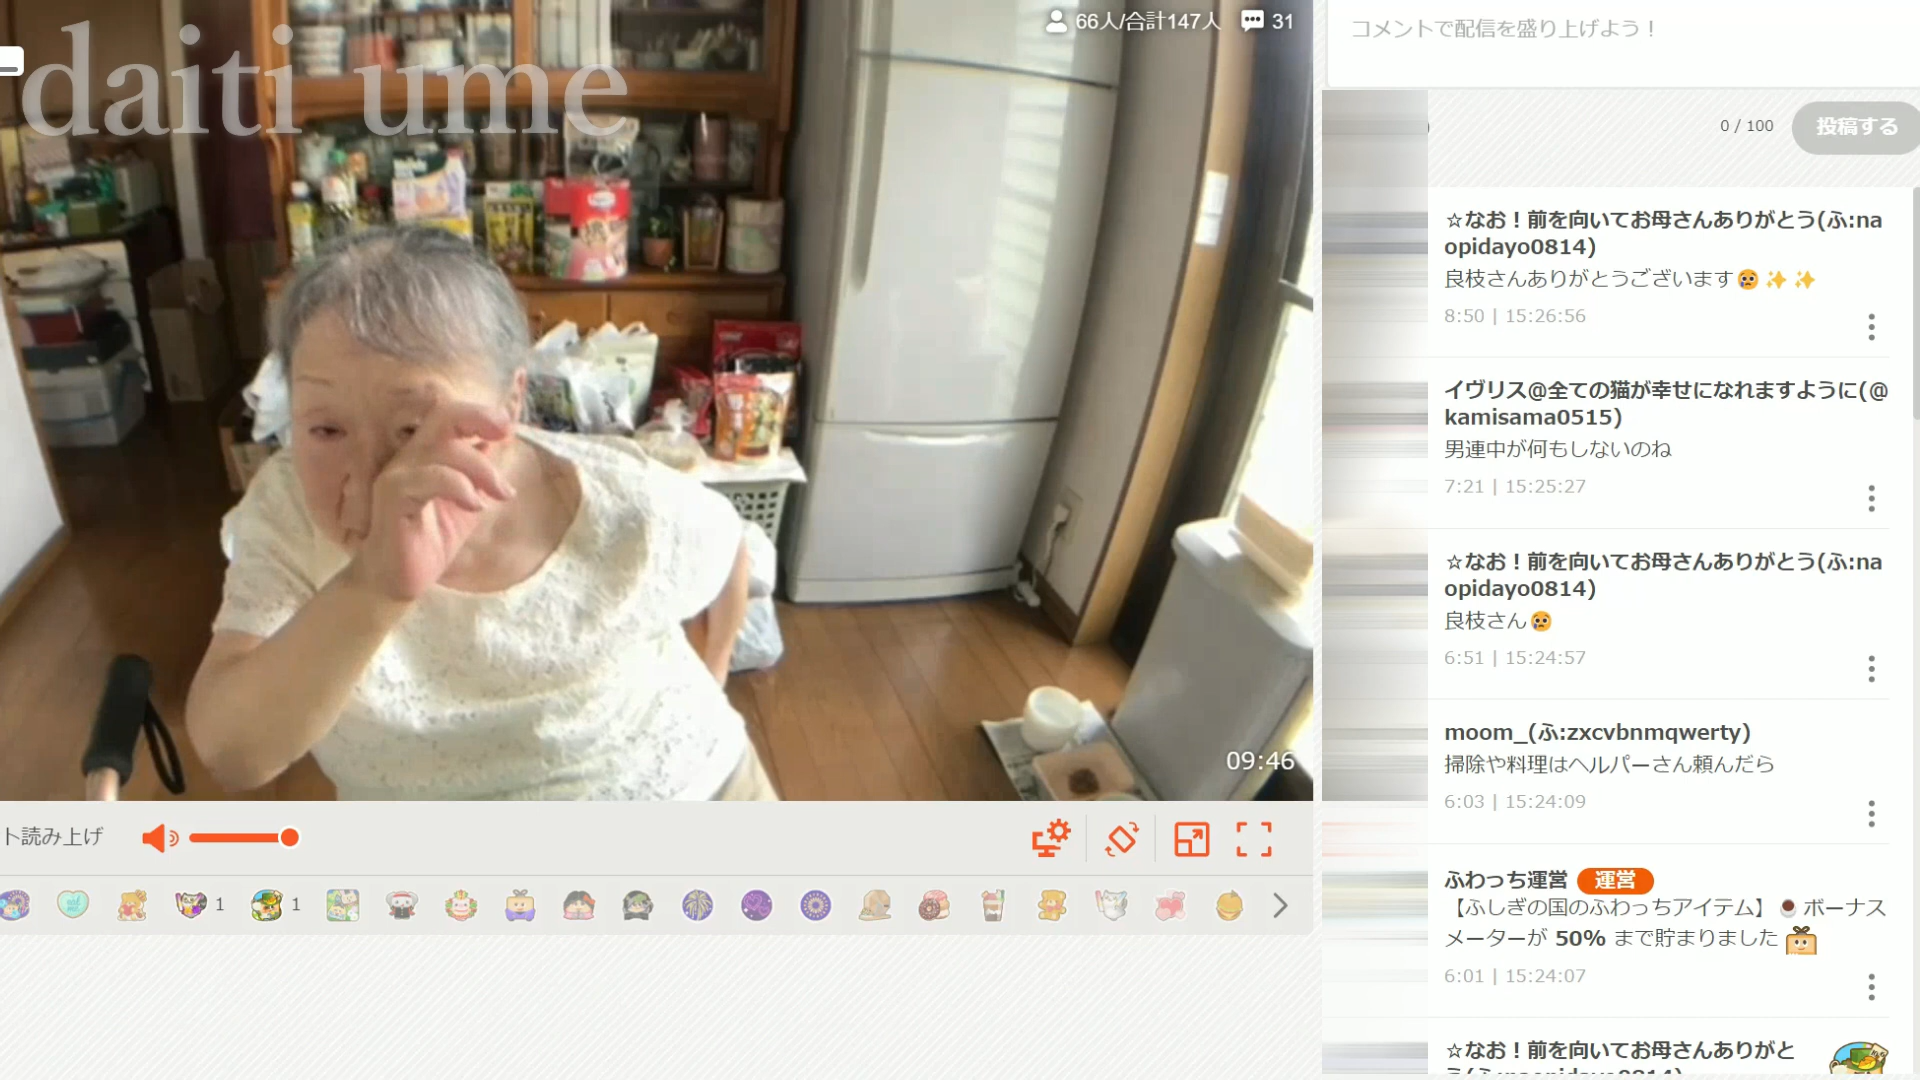 daiti ume
66人/合計147人 31
09:46
ト読み上げ
1
1
コメントで配信を盛り上げよう！
0 / 100
投稿する
☆なお！前を向いてお母さんありがとう(ふ:na
opidayo0814)
良枝さんありがとうございます😥✨✨
8:50 | 15:26:56
イヴリス@全ての猫が幸せになれますように(@
kamisama0515)
男連中が何もしないのね
7:21 | 15:25:27
☆なお！前を向いてお母さんありがとう(ふ:na
opidayo0814)
良枝さん😥
6:51 | 15:24:57
moom_(ふ:zxcvbnmqwerty)
掃除や料理はヘルパーさん頼んだら
6:03 | 15:24:09
ふわっち運営 運営
【ふしぎの国のふわっちアイテム】 ボーナス
メーターが 50% まで貯まりました
6:01 | 15:24:07
☆なお！前を向いてお母さんありがと